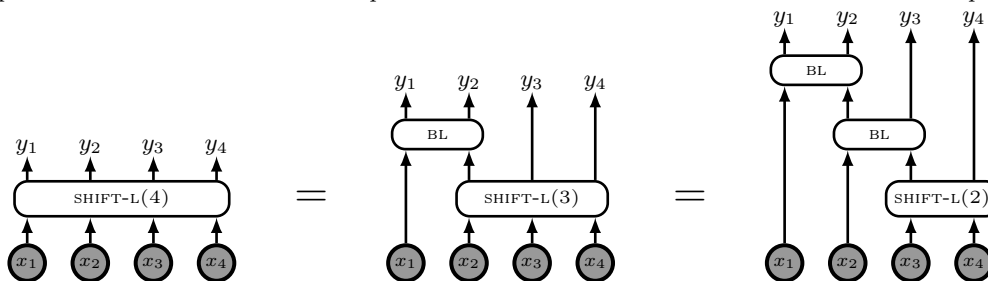 y1 y2 y3 y4
SHIFT-L(4)
x1 x2 x3 x4
=
y1 y2 y3 y4
BL
SHIFT-L(3)
x1 x2 x3 x4
=
y1 y2 y3 y4
BL
BL
SHIFT-L(2)
x1 x2 x3 x4